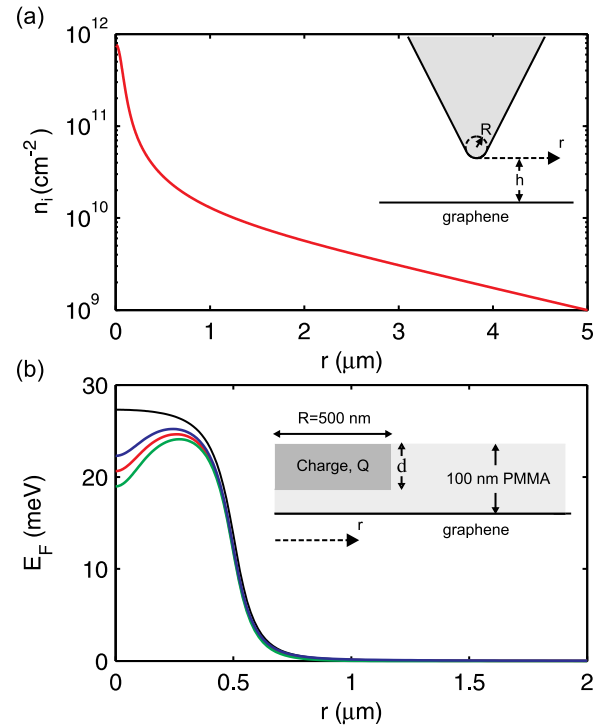 (a)
10¹²
10¹¹
10¹⁰
10⁹
nᵢ(cm⁻²)
R
r
h
graphene
0
1
2
3
4
5
r (μm)
(b)
30
20
10
0
E_F (meV)
R=500 nm
Charge, Q
d
100 nm PMMA
graphene
r
0
0.5
1
1.5
2
r (μm)